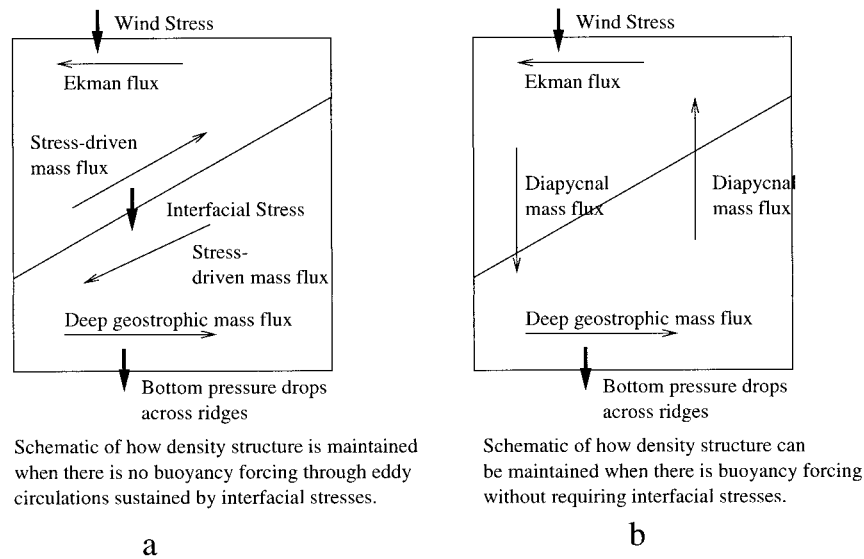 Wind Stress
Ekman flux
Stress-driven
mass flux
Interfacial Stress
Stress-
driven mass flux
Deep geostrophic mass flux
Bottom pressure drops
across ridges
Schematic of how density structure is maintained
when there is no buoyancy forcing through eddy
circulations sustained by interfacial stresses.
a
Wind Stress
Ekman flux
Diapycnal
mass flux
Diapycnal
mass flux
Deep geostrophic mass flux
Bottom pressure drops
across ridges
Schematic of how density structure can
be maintained when there is buoyancy forcing
without requiring interfacial stresses.
b